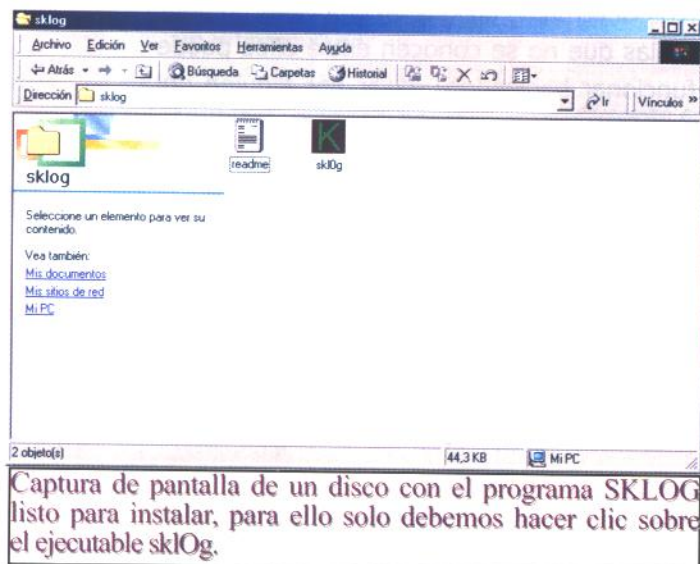 sklog
Archivo Edición Ver Favoritos Herramientas Ayuda
Atrás Búsqueda Carpetas Historial
Dirección sklog Ir Vínculos »
readme skl0g
sklog
Seleccione un elemento para ver su
contenido.
Vea también:
Mis documentos
Mis sitios de red
Mi PC
2 objeto(s) 44,3 KB Mi PC
Captura de pantalla de un disco con el programa SKLOG
listo para instalar, para ello solo debemos hacer clic sobre
el ejecutable sklOg.